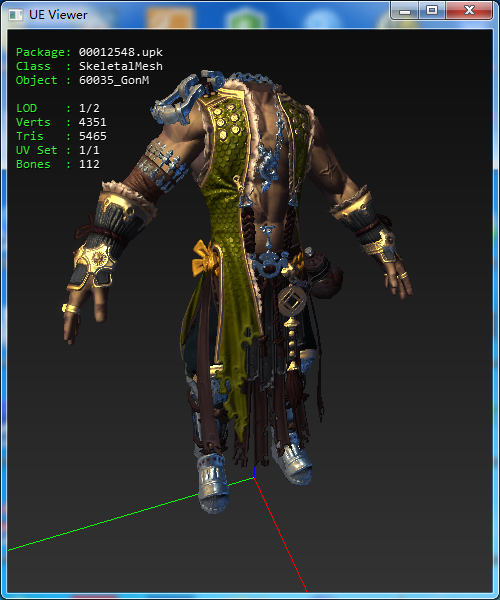 UE Viewer
Package: 00012548.upk
Class : SkeletalMesh
Object : 60035_GonM
LOD : 1/2
Verts : 4351
Tris : 5465
UV Set : 1/1
Bones : 112